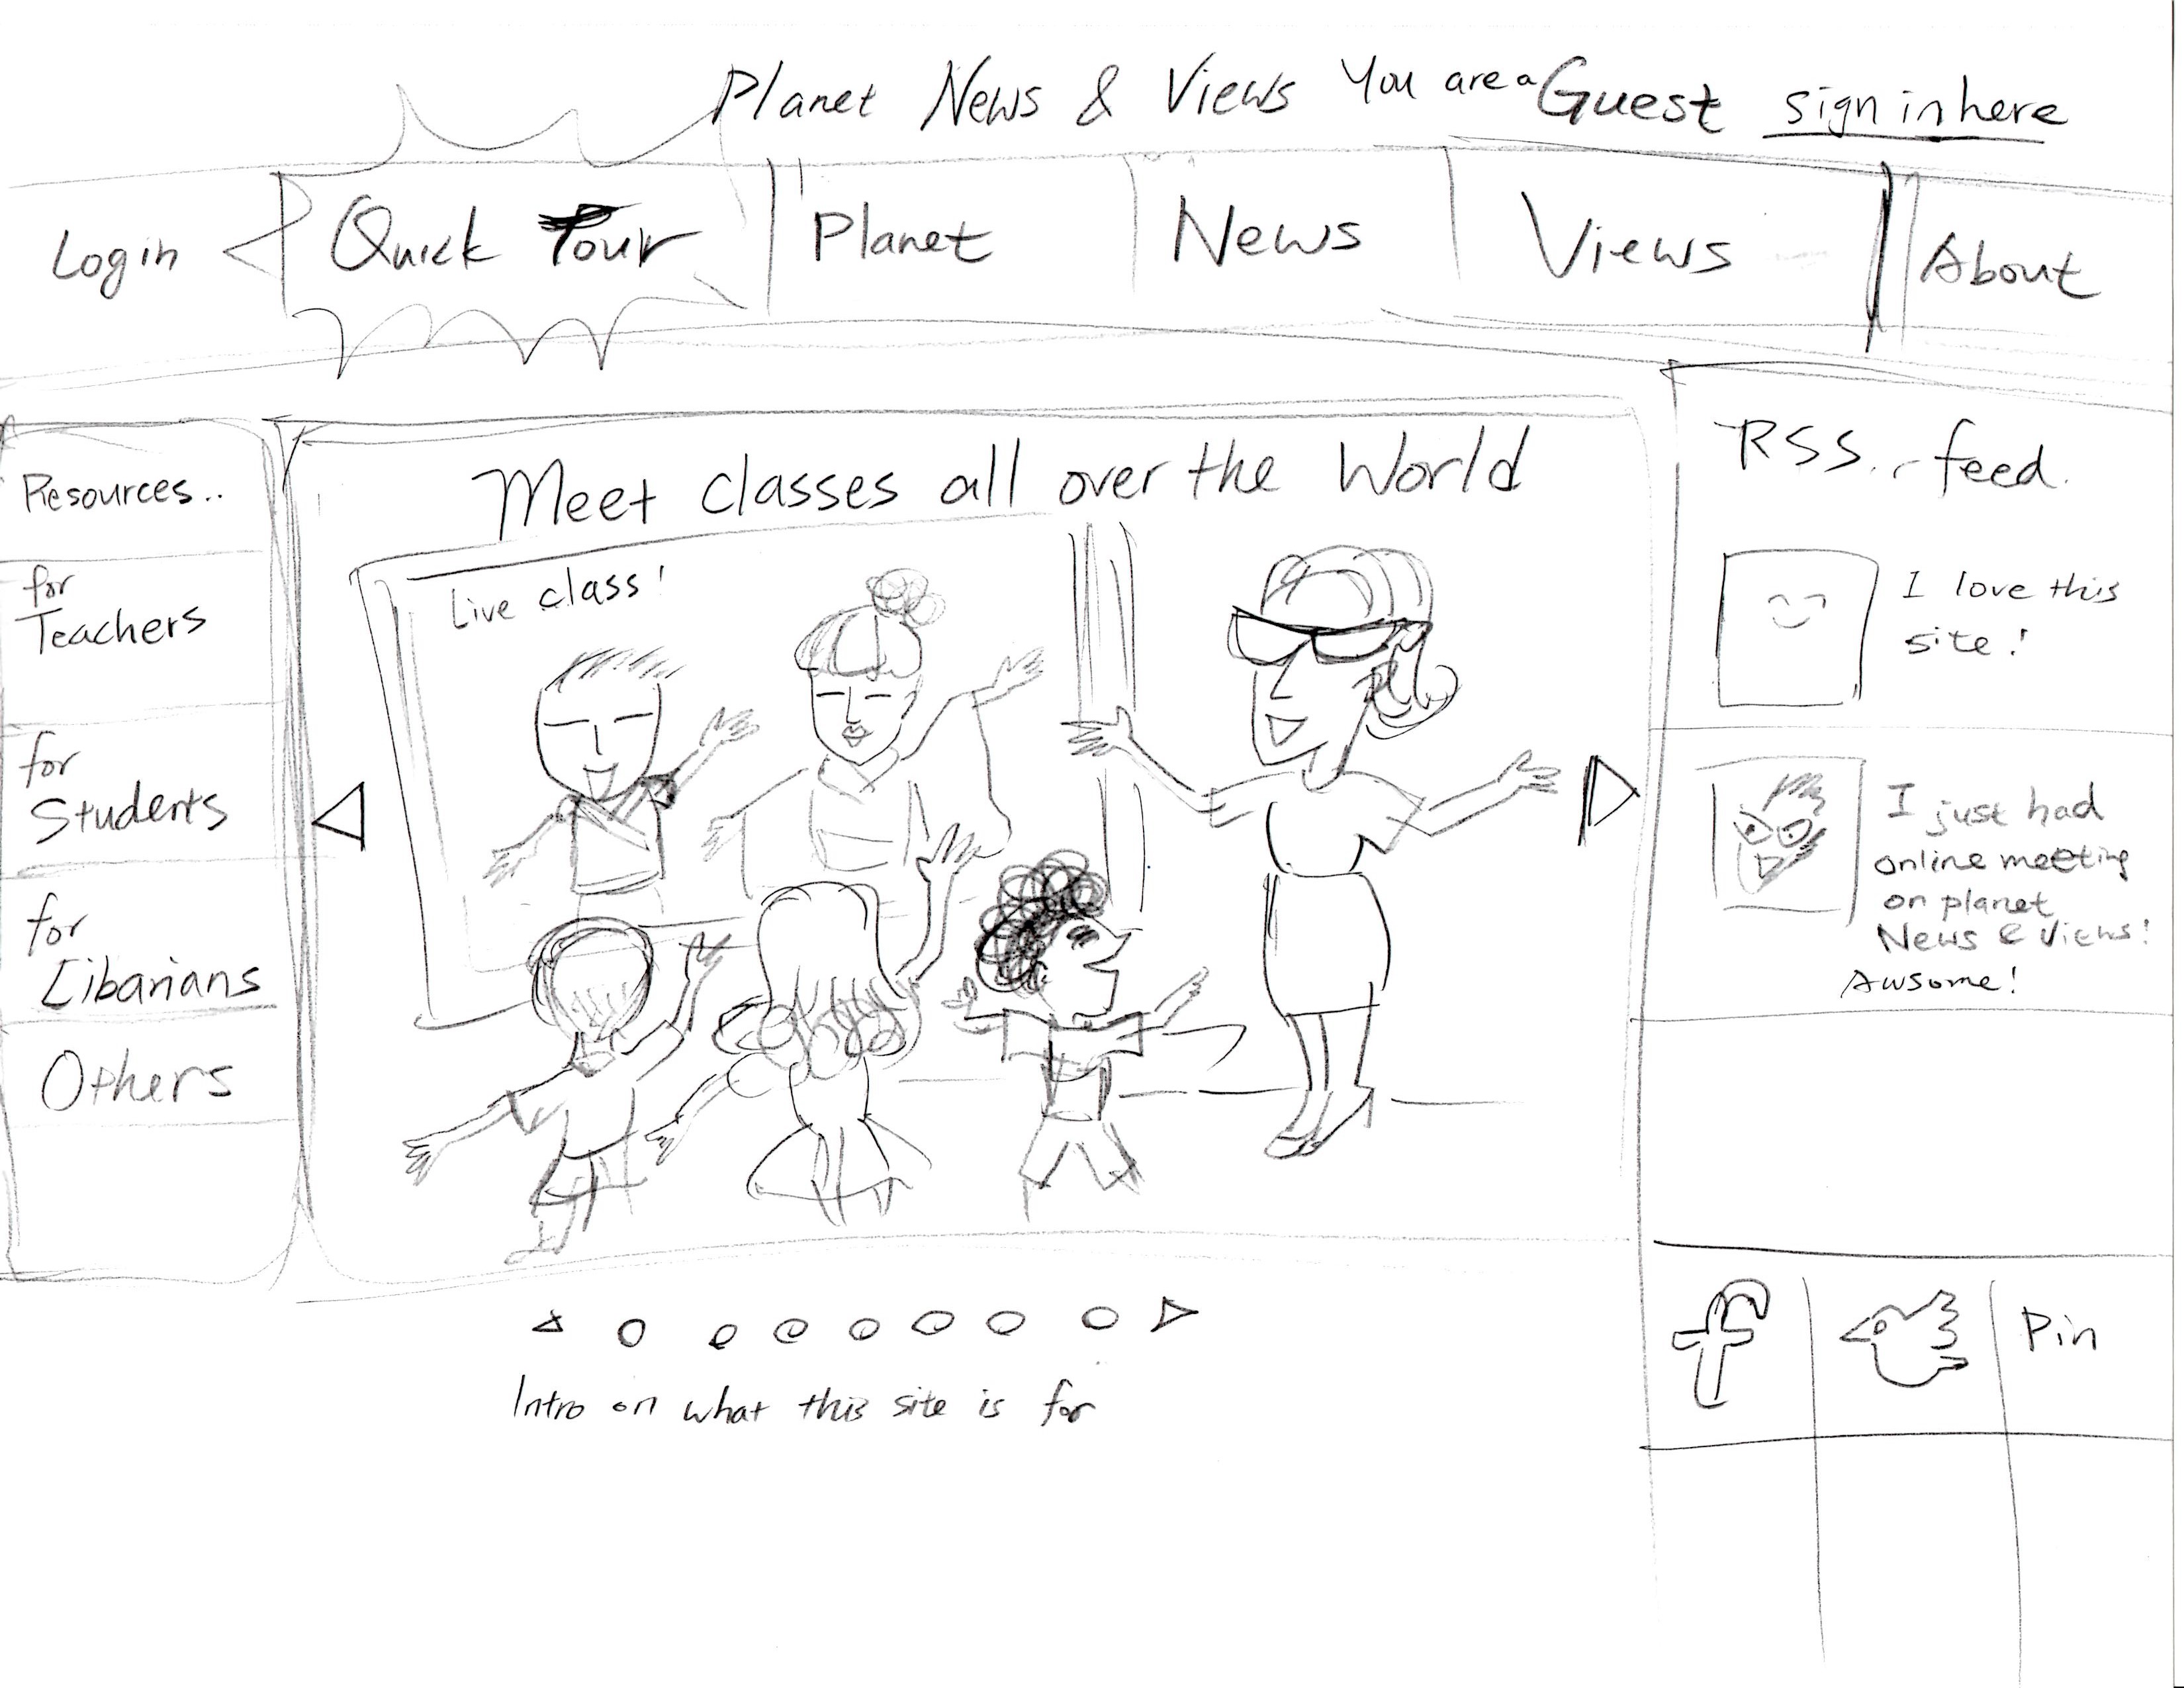 Planet News & Views You are a Guest sign in here
Login Quick Tour Planet News Views About
Resources..
for
Teachers
for
Students
for
Libarians
Others
Meet classes all over the World
Live class!
RSS... feed.
I love this
site!
I just had
online meeting
on planet
News & Views!
Awsome!
f
Pin
Intro on what this site is for